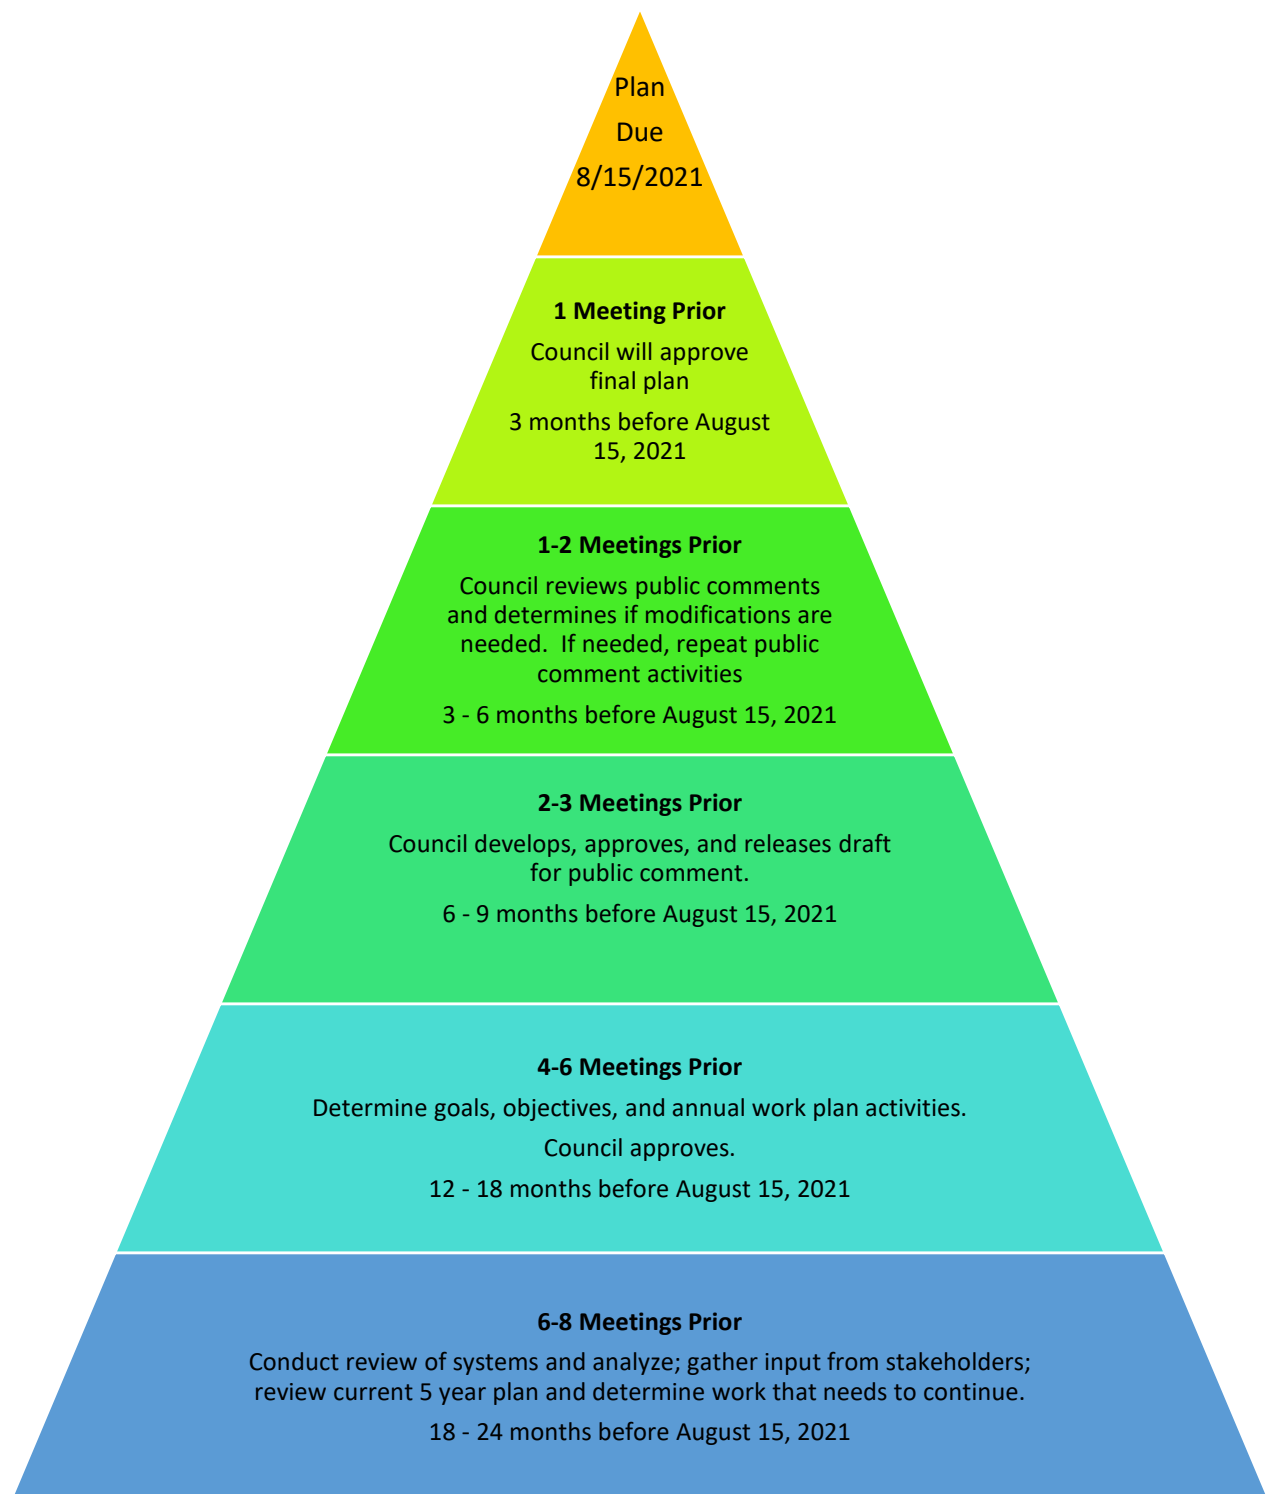 Plan
Due
8/15/2021
1 Meeting Prior
Council will approve
final plan
3 months before August
15, 2021
1-2 Meetings Prior
Council reviews public comments
and determines if modifications are
needed.  If needed, repeat public
comment activities
3 - 6 months before August 15, 2021
2-3 Meetings Prior
Council develops, approves, and releases draft
for public comment.
6 - 9 months before August 15, 2021
4-6 Meetings Prior
Determine goals, objectives, and annual work plan activities.
Council approves.
12 - 18 months before August 15, 2021
6-8 Meetings Prior
Conduct review of systems and analyze; gather input from stakeholders;
review current 5 year plan and determine work that needs to continue.
18 - 24 months before August 15, 2021